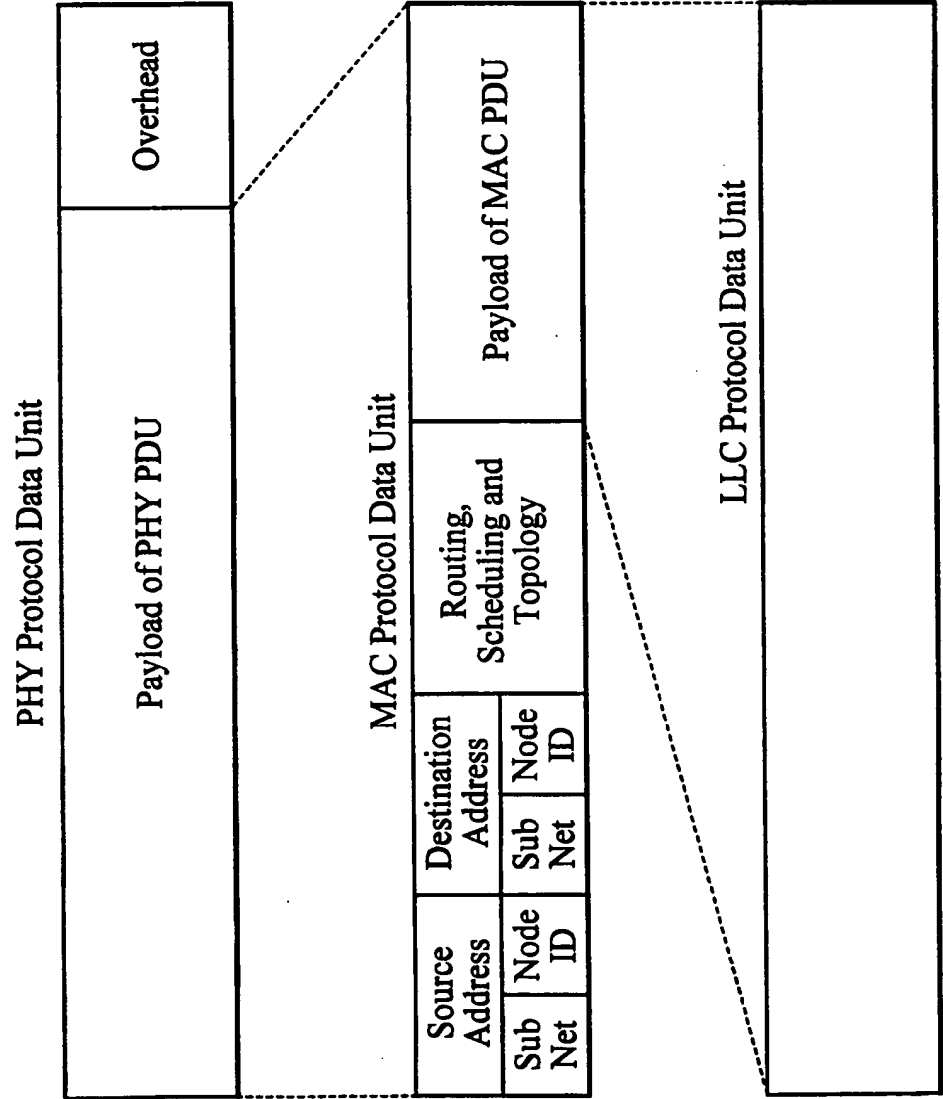 PHY Protocol Data Unit
Payload of PHY PDU
Overhead
MAC Protocol Data Unit
Source
Address
Sub
Net
Node
ID
Destination
Address
Sub
Net
Node
ID
Routing,
Scheduling and
Topology
Payload of MAC PDU
LLC Protocol Data Unit